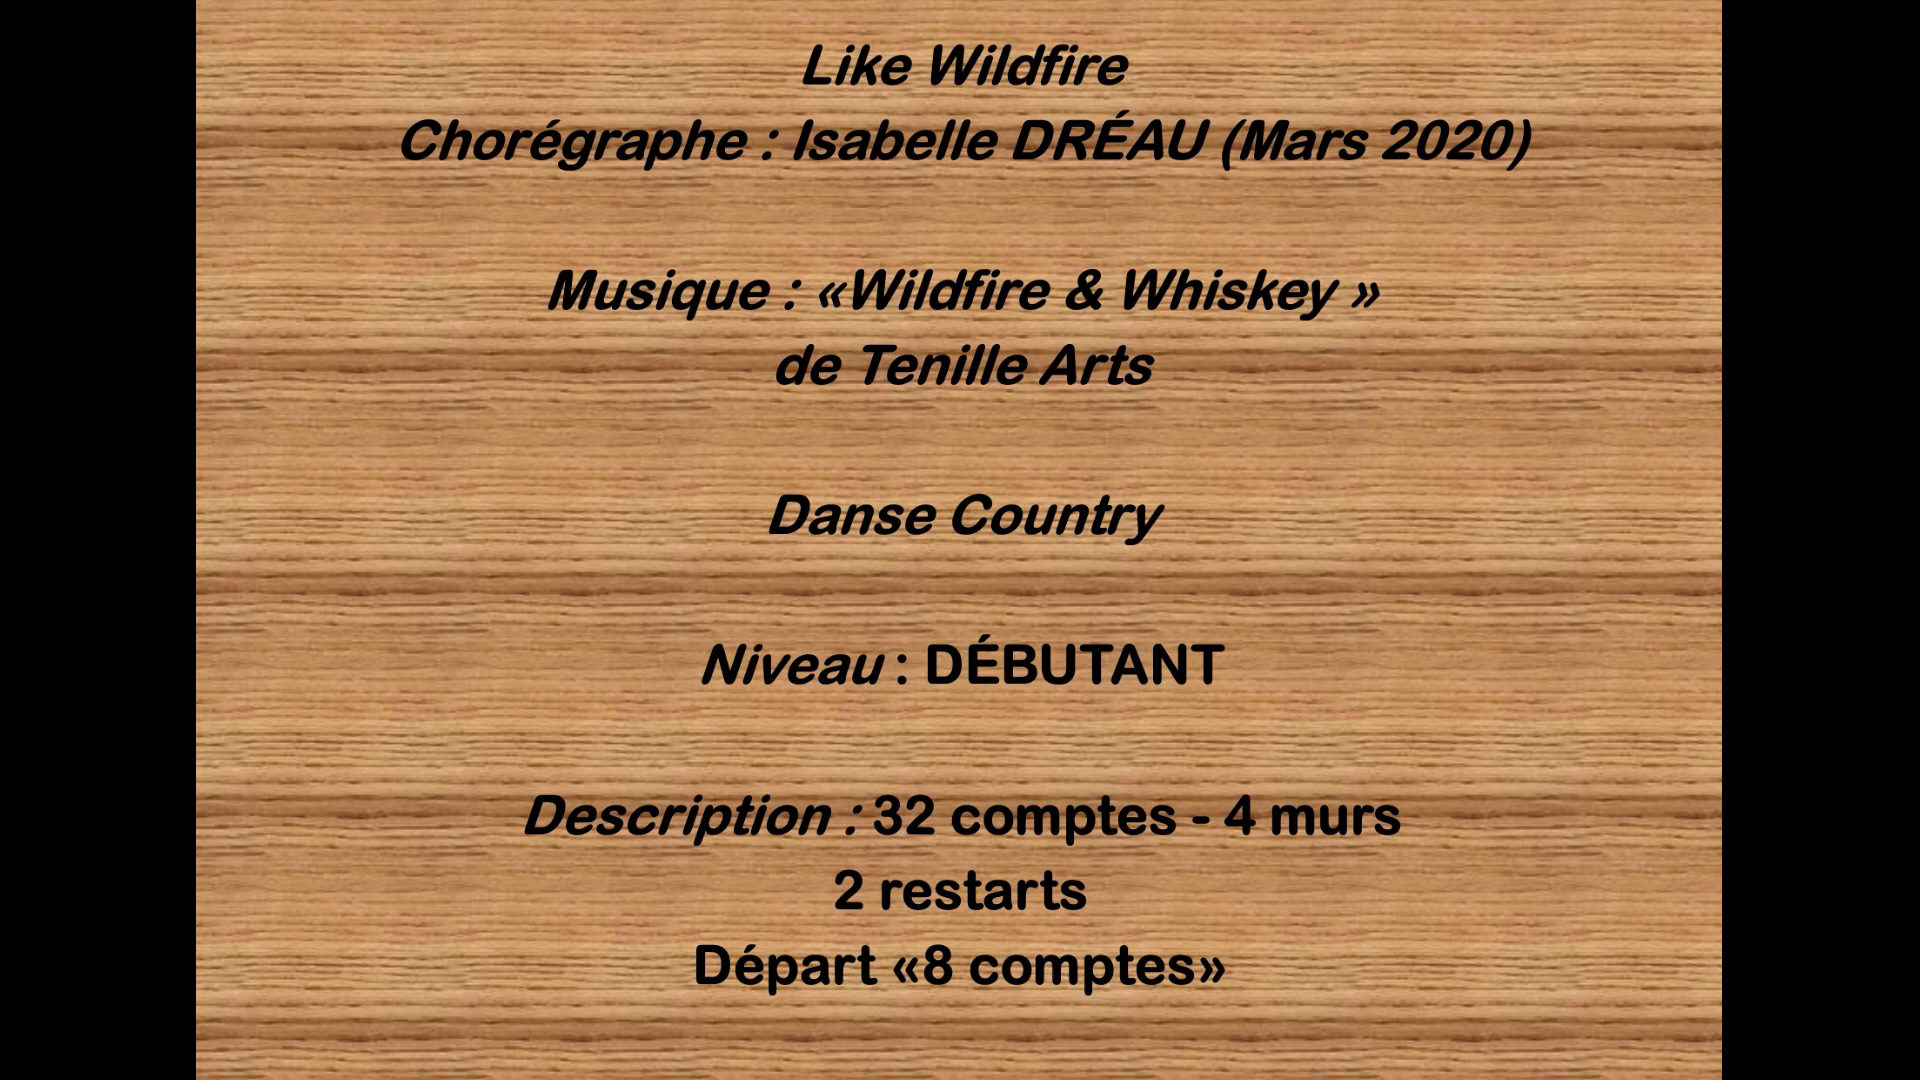 Like Wildfire
Chorégraphe : Isabelle DRÉAU (Mars 2020)
Musique : «Wildfire & Whiskey »
de Tenille Arts
Danse Country
Niveau : DÉBUTANT
Description : 32 comptes - 4 murs
2 restarts
Départ «8 comptes»